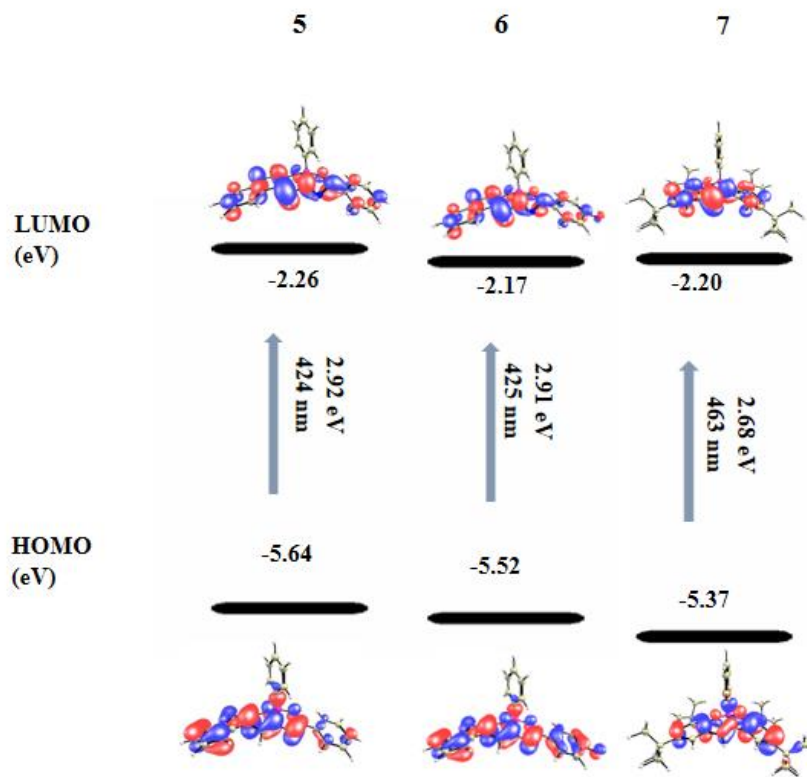 5 6 7
LUMO
(eV)
-2.26 -2.17 -2.20
2.92 eV
424 nm
2.91 eV
425 nm
2.68 eV
463 nm
HOMO
(eV)
-5.64 -5.52 -5.37